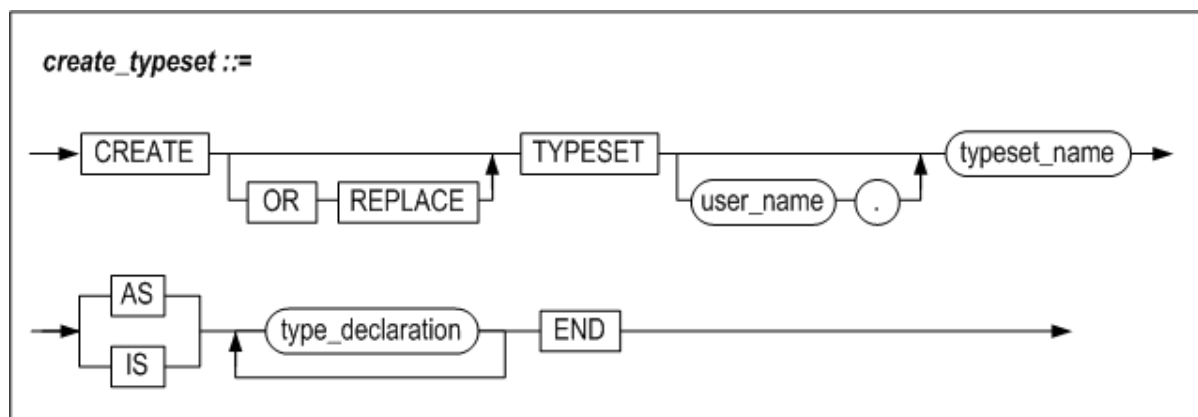 create_typeset ::=
CREATE TYPESET typeset_name
OR REPLACE user_name .
AS
type_declaration END
IS